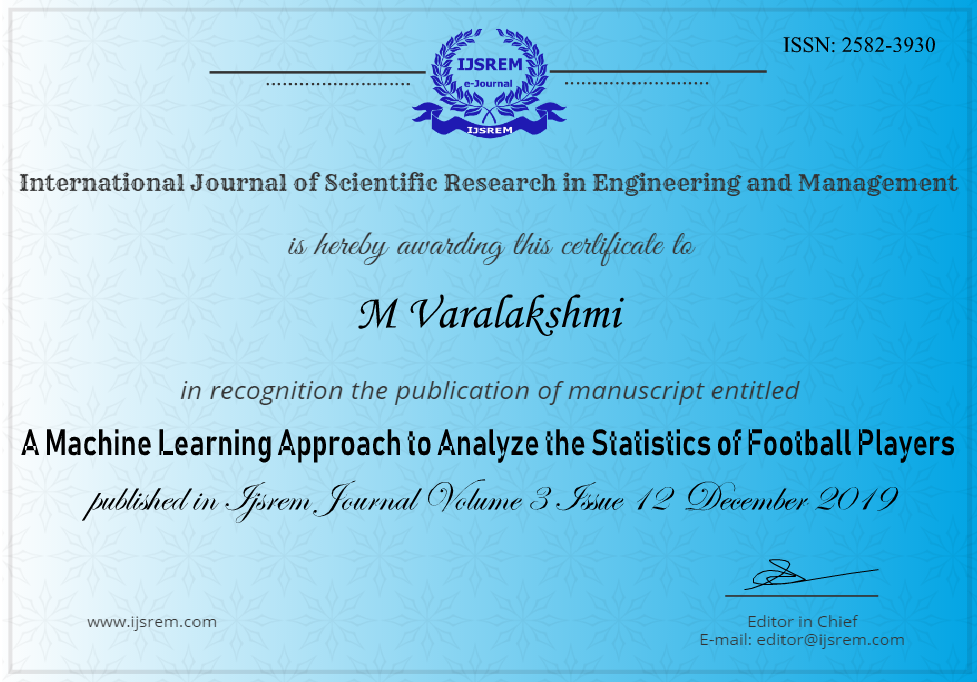 ISSN: 2582-3930
IJSREM
e-Journal
IJSREM
International Journal of Scientific Research in Engineering and Management
is hereby awarding this certificate to
M Varalakshmi
in recognition the publication of manuscript entitled
A Machine Learning Approach to Analyze the Statistics of Football Players
published in Ijsrem Journal Volume 3 Issue 12 December 2019
www.ijsrem.com
Editor in Chief
E-mail: editor@ijsrem.com